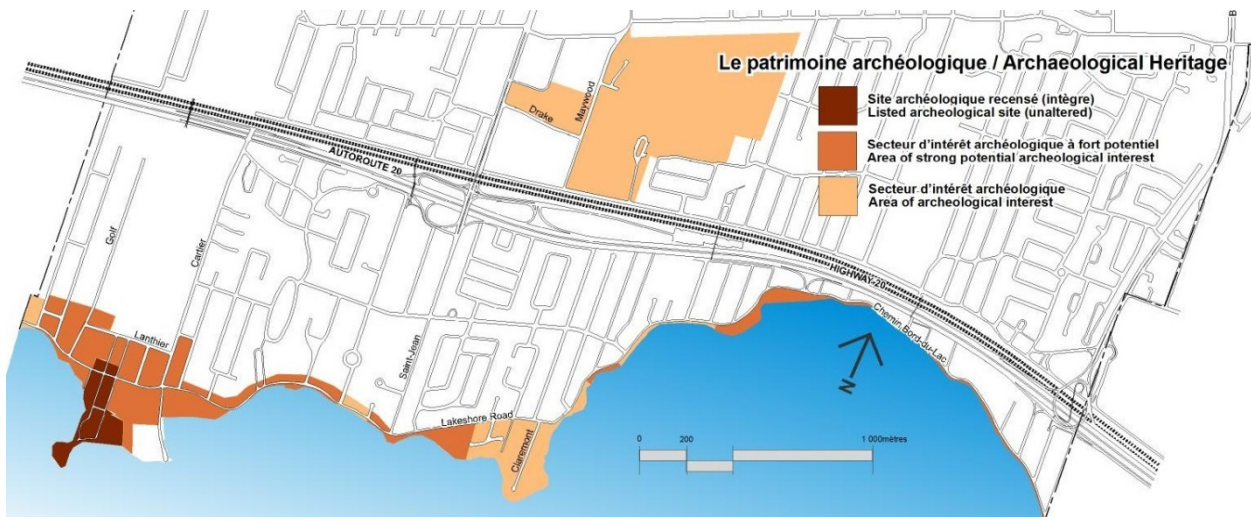 Le patrimoine archéologique / Archaeological Heritage
Site archéologique recensé (intègre)
Listed archeological site (unaltered)
Secteur d'intérêt archéologique à fort potentiel
Area of strong potential archeological interest
Secteur d'intérêt archéologique
Area of archeological interest
B
Drake
Maywood
AUTOROUTE 20
HIGHWAY 20
Golf
Cartier
Lanthier
Saint-Jean
Lakeshore Road
Claremont
Chemin Bord-du-Lac
N
0 200 1 000mètres